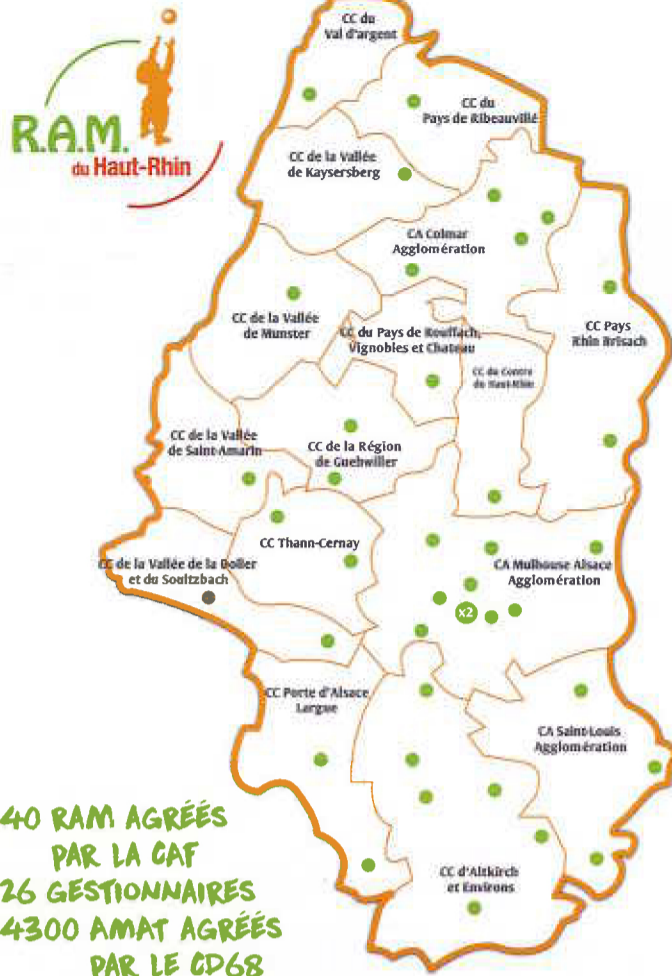 CC du
Val d'argent
R.A.M.
du Haut-Rhin
CC du
Pays de Ribeauvillé
CC de la Vallée
de Kaysersberg
CA Colmar
Agglomération
CC de la Vallée
de Munster
CC du Pays de Rouffach,
Vignobles et Chateau
CC Pays
Rhin Brisach
CC du Centre
du Haut-Rhin
CC de la Vallée
de Saint-Amarin
CC de la Région
de Guebwiller
CC Thann-Cernay
CC de la Vallée de la Doller
et du Soultzbach
CA Mulhouse Alsace
Agglomération
x2
CC Porte d'Alsace
Largue
CA Saint-Louis
Agglomération
CC d'Altkirch
et Environs
40 RAM AGRÉÉS
PAR LA CAF
26 GESTIONNAIRES
4300 AMAT AGRÉÉS
PAR LE CD68